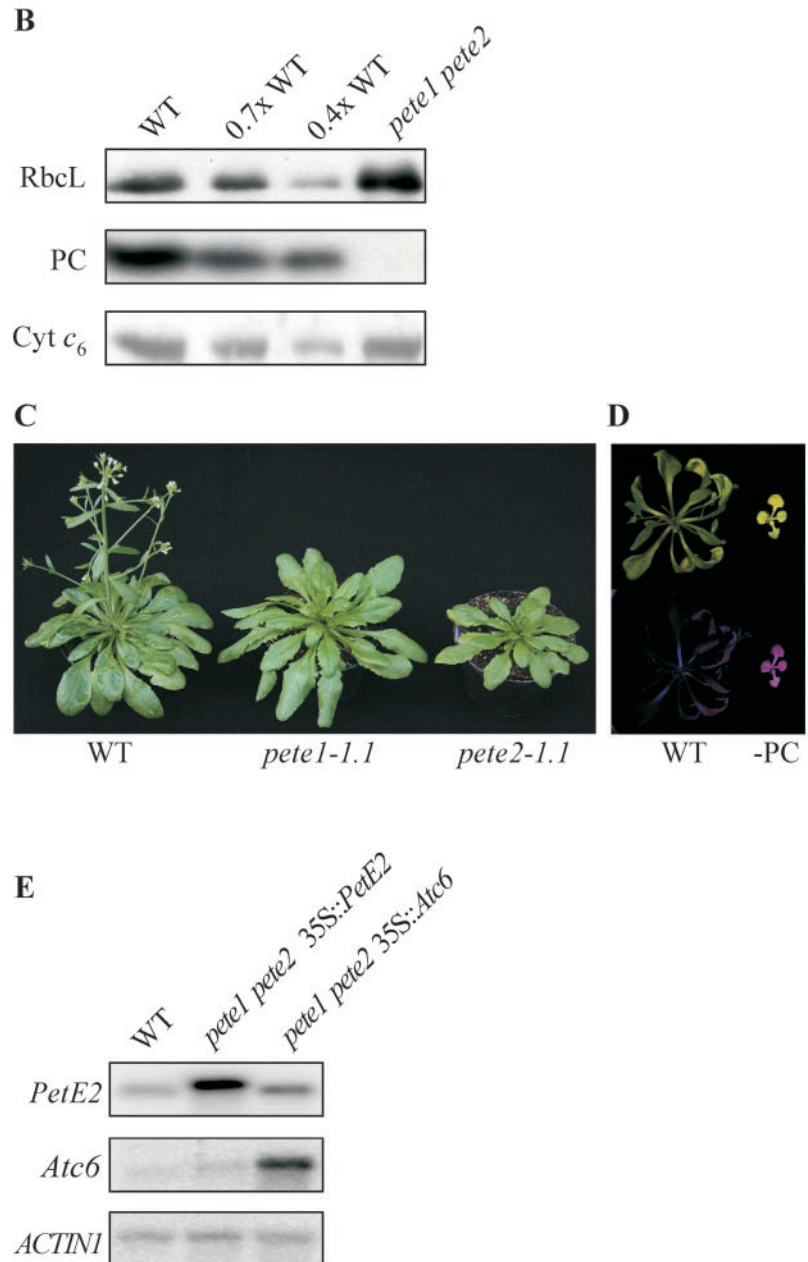 B
WT 0.7x WT 0.4x WT pete1 pete2
RbcL
PC
Cyt c6
C D
WT pete1-1.1 pete2-1.1 WT -PC
E
WT pete1 pete2 35S::PetE2 pete1 pete2 35S::Atc6
PetE2
Atc6
ACTIN1